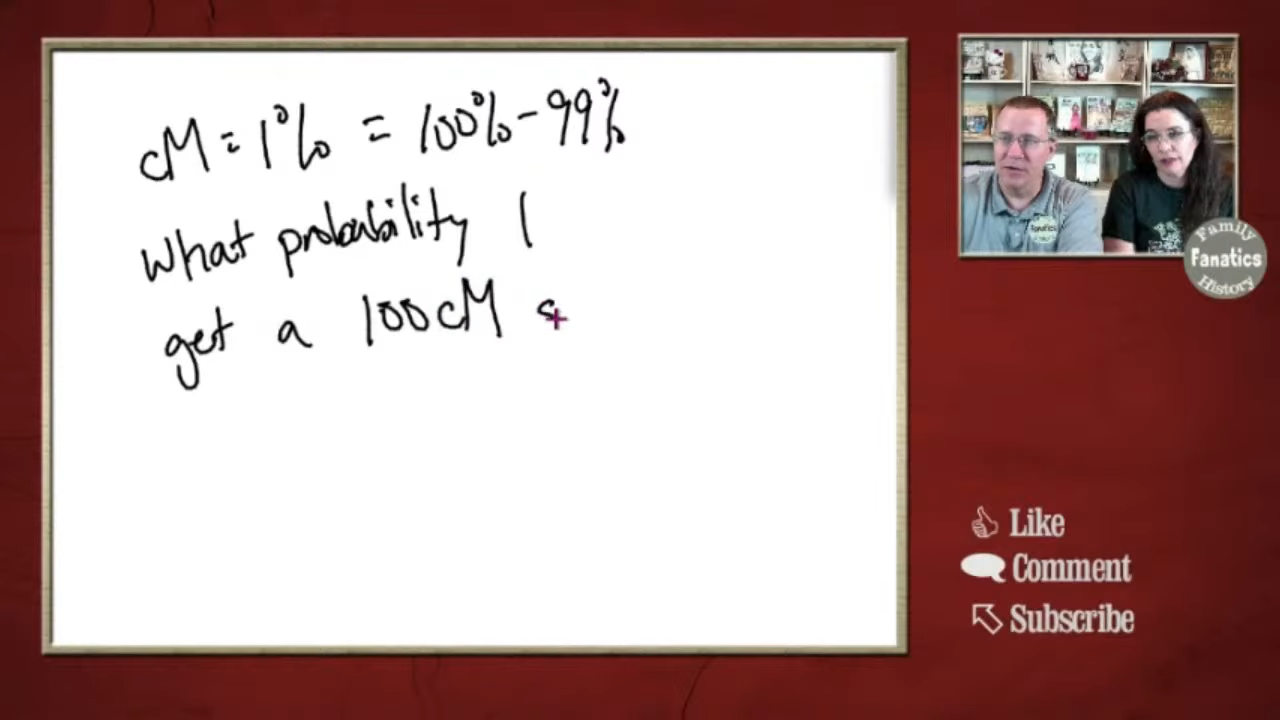 cM = 1% = 100% - 99%
What probability I
get a 100cM s
Family
Fanatics
History
Like
Comment
Subscribe